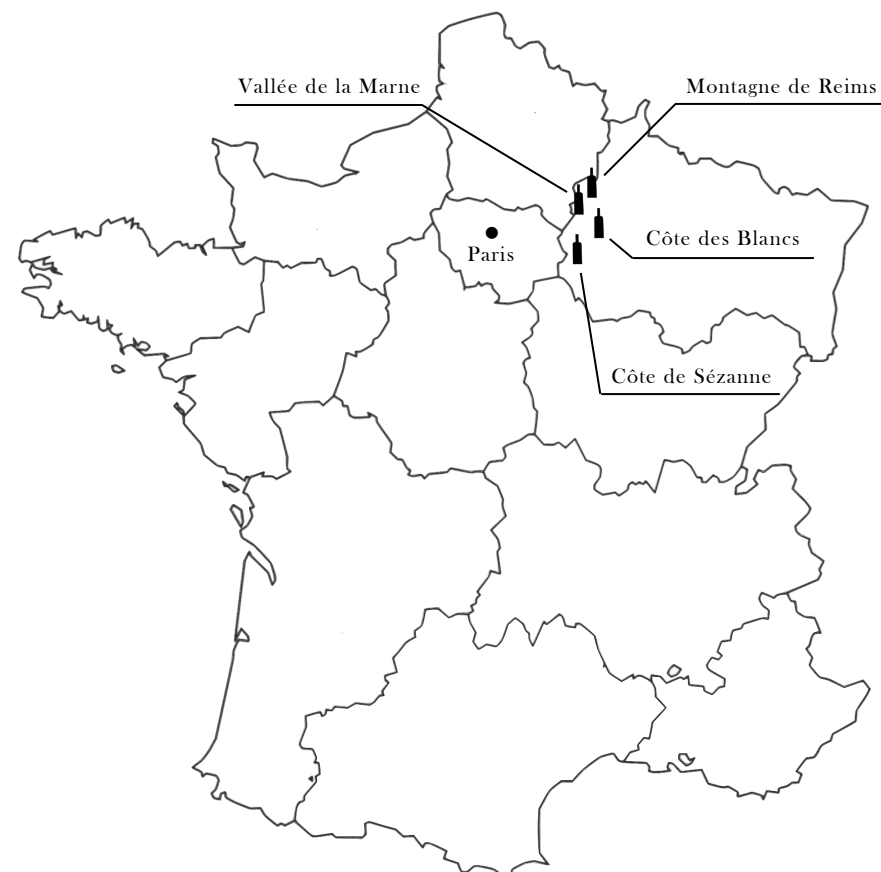 Vallée de la Marne
Montagne de Reims
Côte des Blancs
Paris
Côte de Sézanne